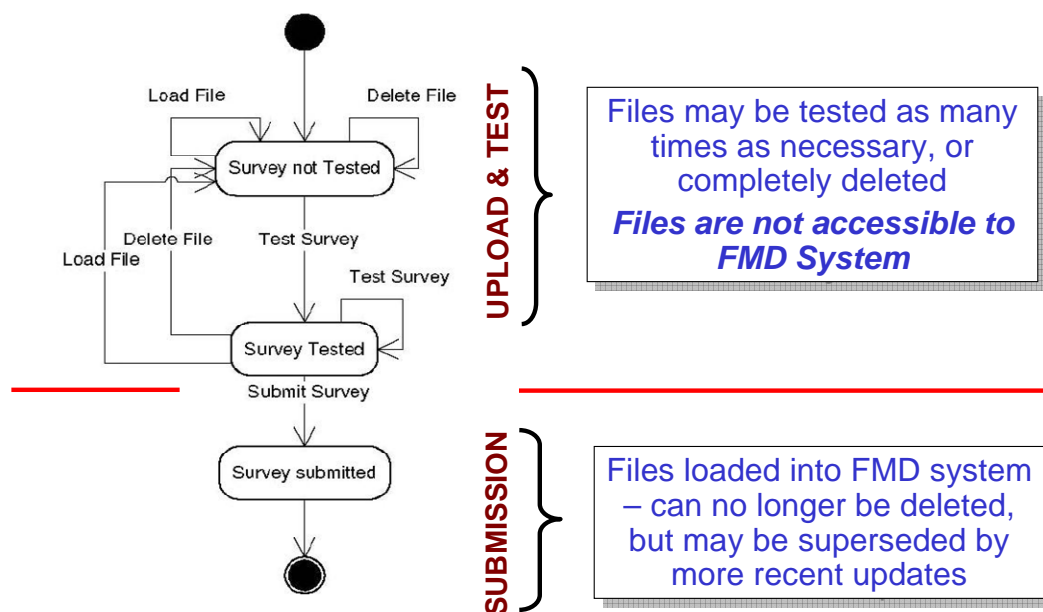 Load File
Delete File
Survey not Tested
Delete File
Load File
Test Survey
Test Survey
Survey Tested
Submit Survey
Survey submitted
UPLOAD & TEST
Files may be tested as many
times as necessary, or
completely deleted
Files are not accessible to
FMD System
SUBMISSION
Files loaded into FMD system
– can no longer be deleted,
but may be superseded by
more recent updates